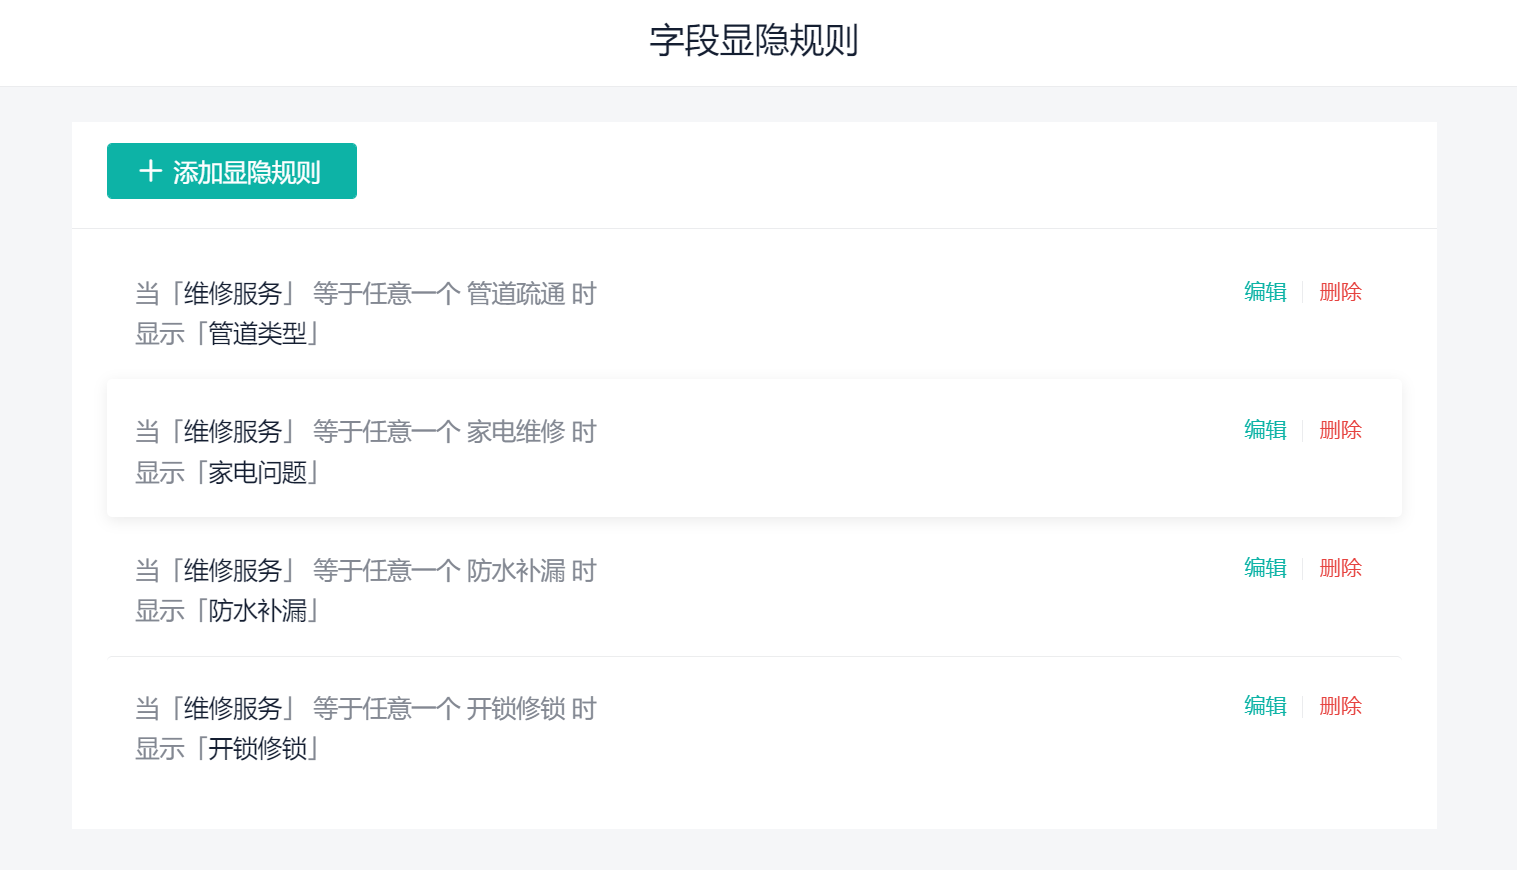 字段显隐规则
添加显隐规则
当「维修服务」 等于任意一个 管道疏通 时
编辑 删除
显示「管道类型」
当「维修服务」 等于任意一个 家电维修 时
编辑 删除
显示「家电问题」
当「维修服务」 等于任意一个 防水补漏 时
编辑 删除
显示「防水补漏」
当「维修服务」 等于任意一个 开锁修锁 时
编辑 删除
显示「开锁修锁」